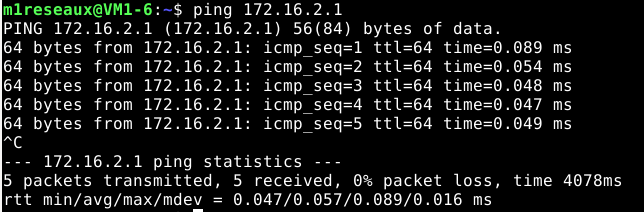 m1reseaux@VM1-6:~$ ping 172.16.2.1
PING 172.16.2.1 (172.16.2.1) 56(84) bytes of data.
64 bytes from 172.16.2.1: icmp_seq=1 ttl=64 time=0.089 ms
64 bytes from 172.16.2.1: icmp_seq=2 ttl=64 time=0.054 ms
64 bytes from 172.16.2.1: icmp_seq=3 ttl=64 time=0.048 ms
64 bytes from 172.16.2.1: icmp_seq=4 ttl=64 time=0.047 ms
64 bytes from 172.16.2.1: icmp_seq=5 ttl=64 time=0.049 ms
^C
--- 172.16.2.1 ping statistics ---
5 packets transmitted, 5 received, 0% packet loss, time 4078ms
rtt min/avg/max/mdev = 0.047/0.057/0.089/0.016 ms